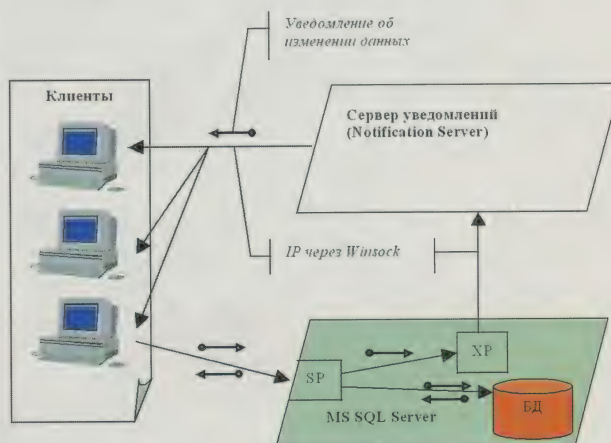 Уведомление об
изменении данных
Клиенты
Сервер уведомлений
(Notification Server)
IP через Winsock
XP
SP
БД
MS SQL Server